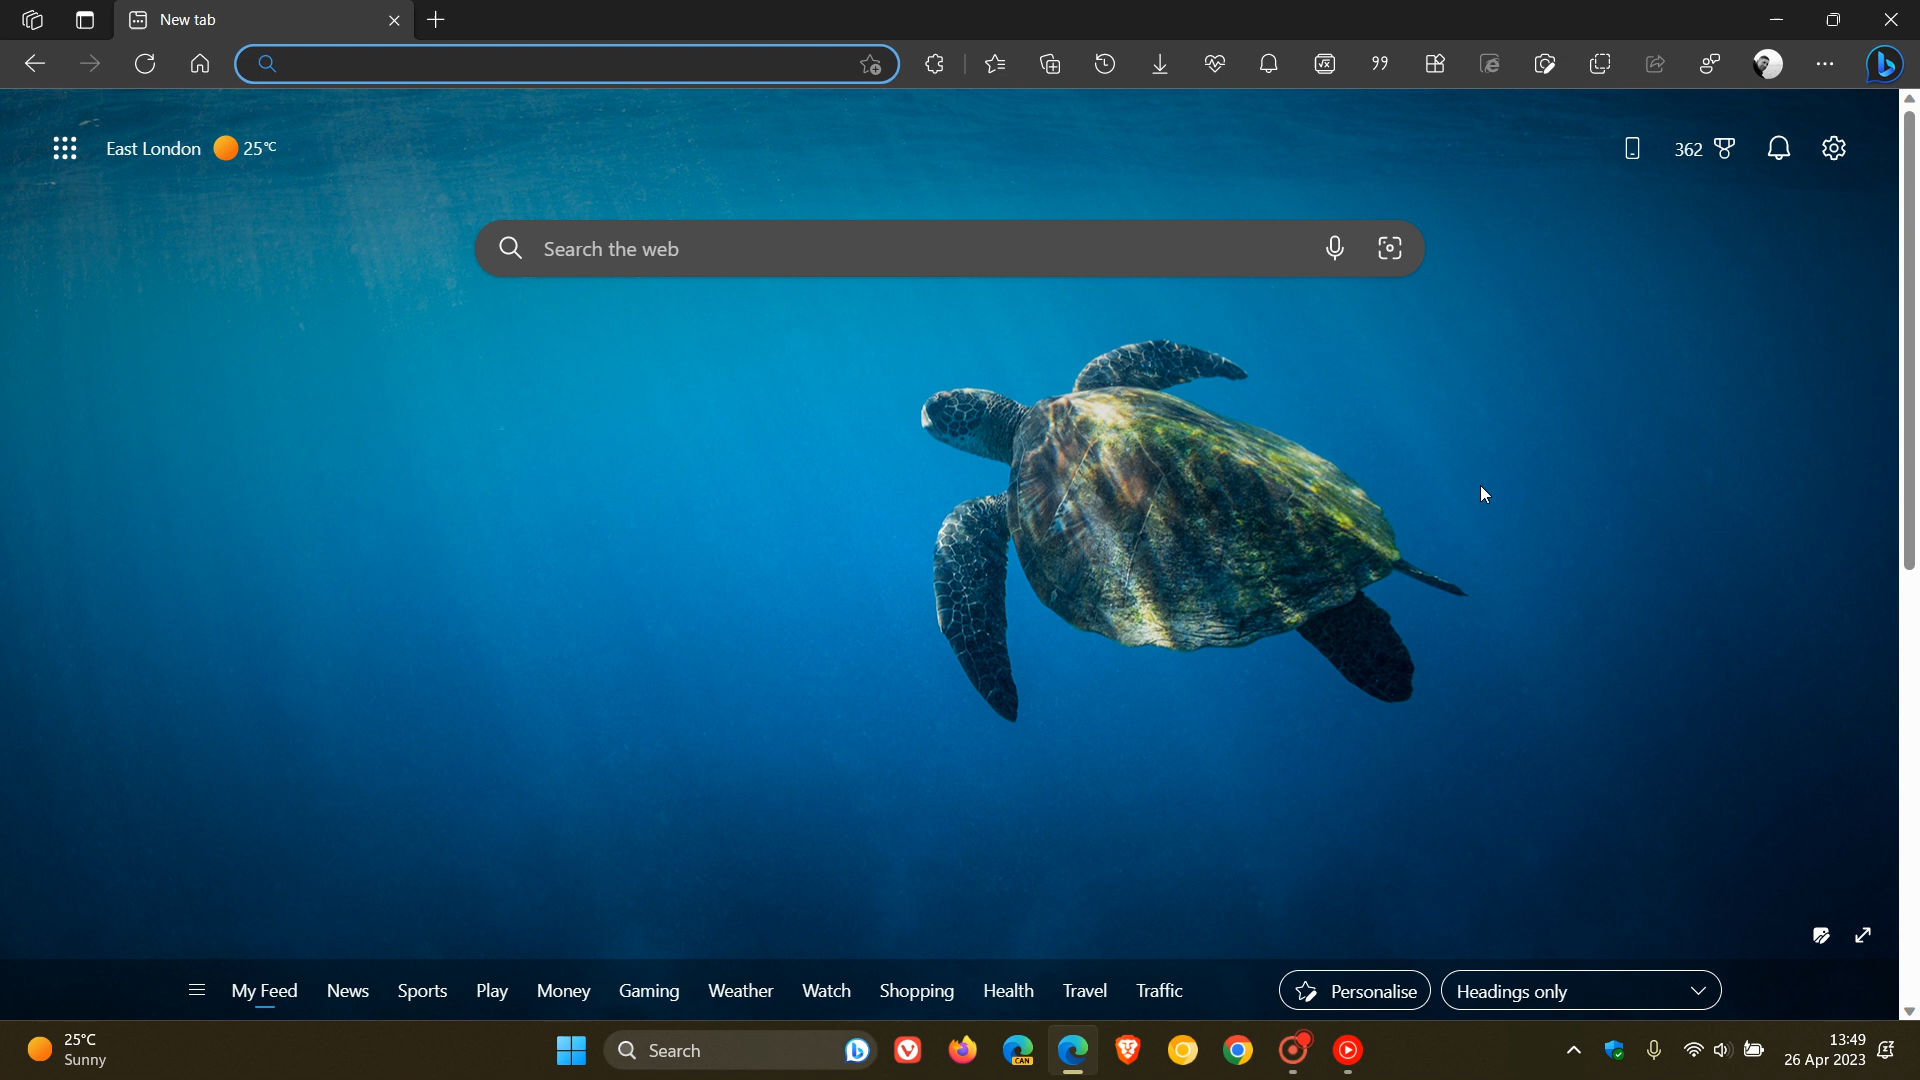 New tab
East London 25°C
362
Search the web
My Feed News Sports Play Money Gaming Weather Watch Shopping Health Travel Traffic Personalise Headings only
25°C
Sunny
Search
CAN
13:49
26 Apr 2023